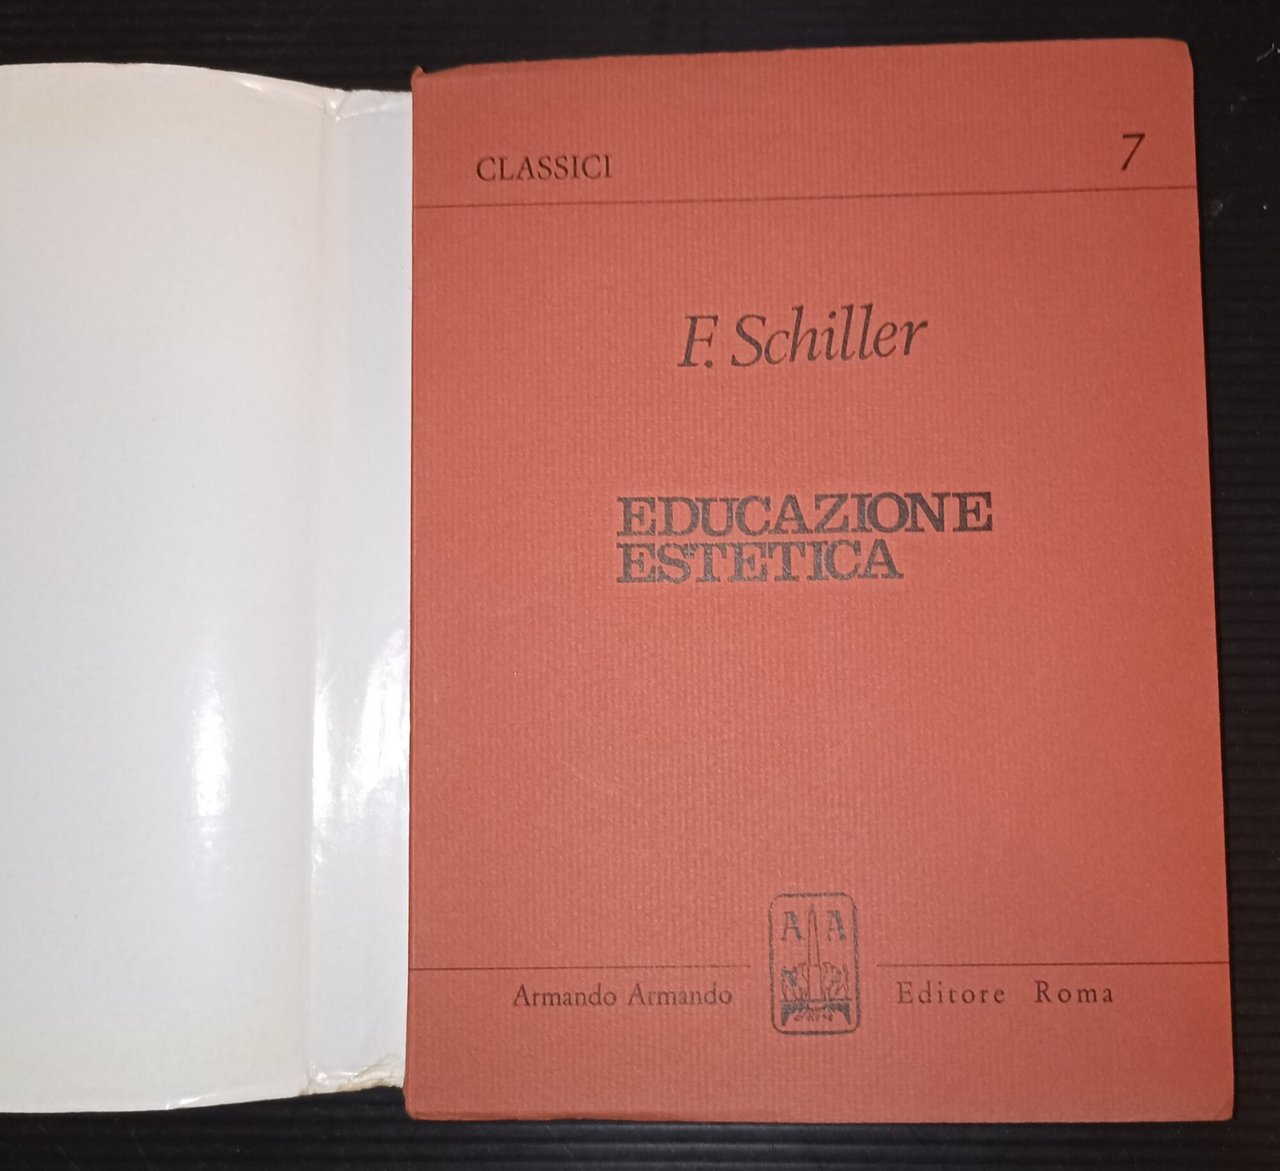 CLASSICI 7
F. Schiller
EDUCAZIONE
ESTETICA
A A
Armando Armando Editore Roma